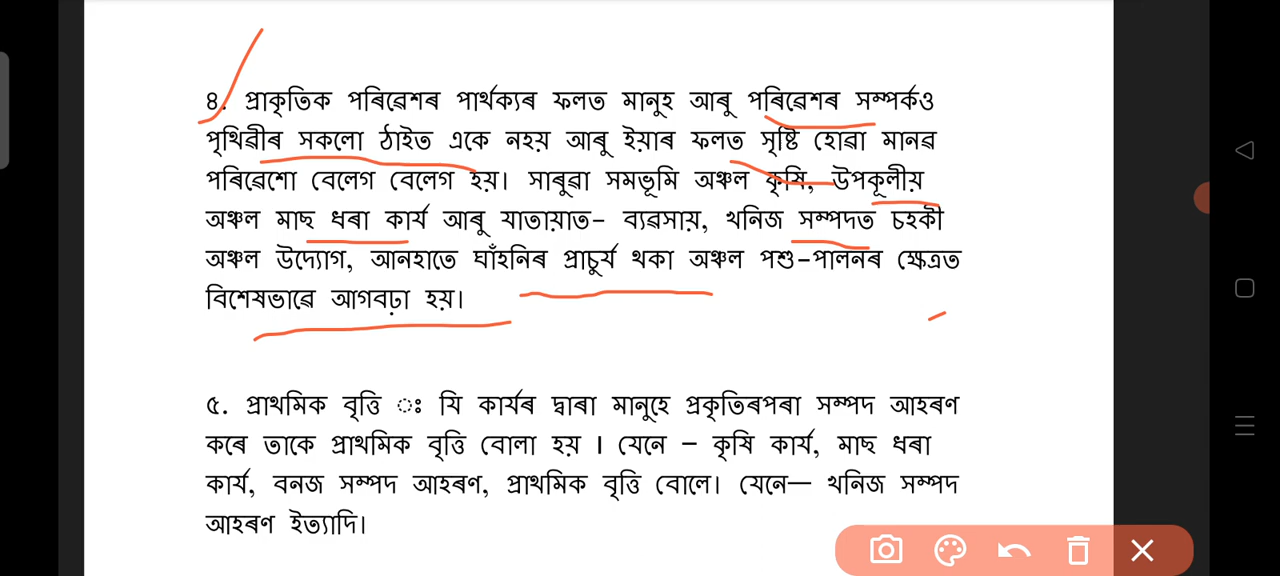 ৪. প্ৰাকৃতিক পৰিৱেশৰ পাৰ্থক্যৰ ফলত মানুহ আৰু পৰিৱেশৰ সম্পৰ্কও
পৃথিৱীৰ সকলো ঠাইত একে নহয় আৰু ইয়াৰ ফলত সৃষ্টি হোৱা মানৱ
পৰিৱেশো বেলেগ বেলেগ হয়। সাৰুৱা সমভূমি অঞ্চল কৃষি, উপকূলীয়
অঞ্চল মাছ ধৰা কাৰ্য আৰু যাতায়াত- ব্যৱসায়, খনিজ সম্পদত চহকী
অঞ্চল উদ্যোগ, আনহাতে ঘাঁহনিৰ প্ৰাচুৰ্য থকা অঞ্চল পশু-পালনৰ ক্ষেত্ৰত
বিশেষভাৱে আগবঢ়া হয়।
৫. প্ৰাথমিক বৃত্তি ঃ যি কাৰ্যৰ দ্বাৰা মানুহে প্ৰকৃতিৰপৰা সম্পদ আহৰণ
কৰে তাকে প্ৰাথমিক বৃত্তি বোলা হয় । যেনে – কৃষি কাৰ্য, মাছ ধৰা
কাৰ্য, বনজ সম্পদ আহৰণ, প্ৰাথমিক বৃত্তি বোলে। যেনে— খনিজ সম্পদ
আহৰণ ইত্যাদি।